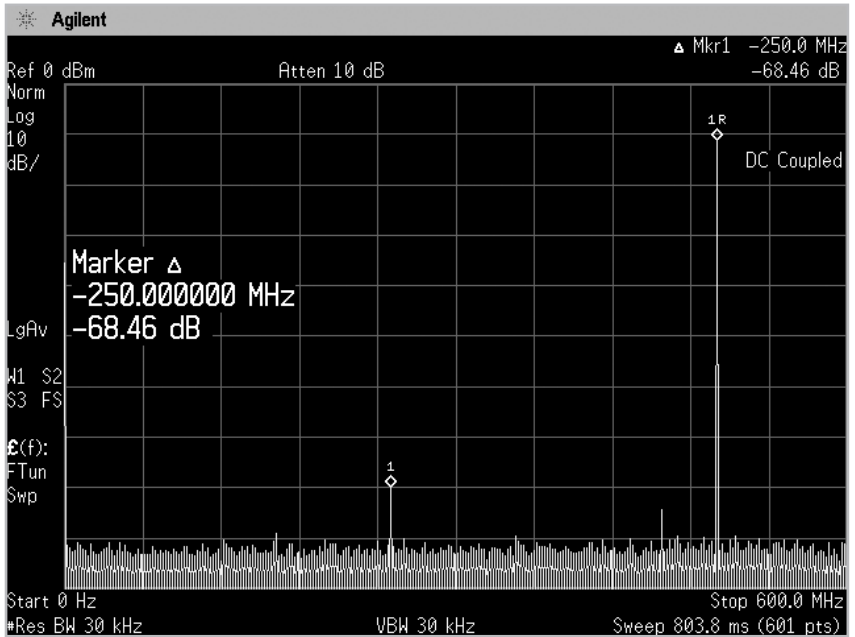 Agilent
Δ Mkr1 -250.0 MHz
Ref 0 dBm Atten 10 dB -68.46 dB
Norm
Log
10
dB/
1R
DC Coupled
Marker Δ
-250.000000 MHz
-68.46 dB
LgAv
W1 S2
S3 FS
£(f):
FTun
Swp
1
Start 0 Hz Stop 600.0 MHz
#Res BW 30 kHz VBW 30 kHz Sweep 803.8 ms (601 pts)